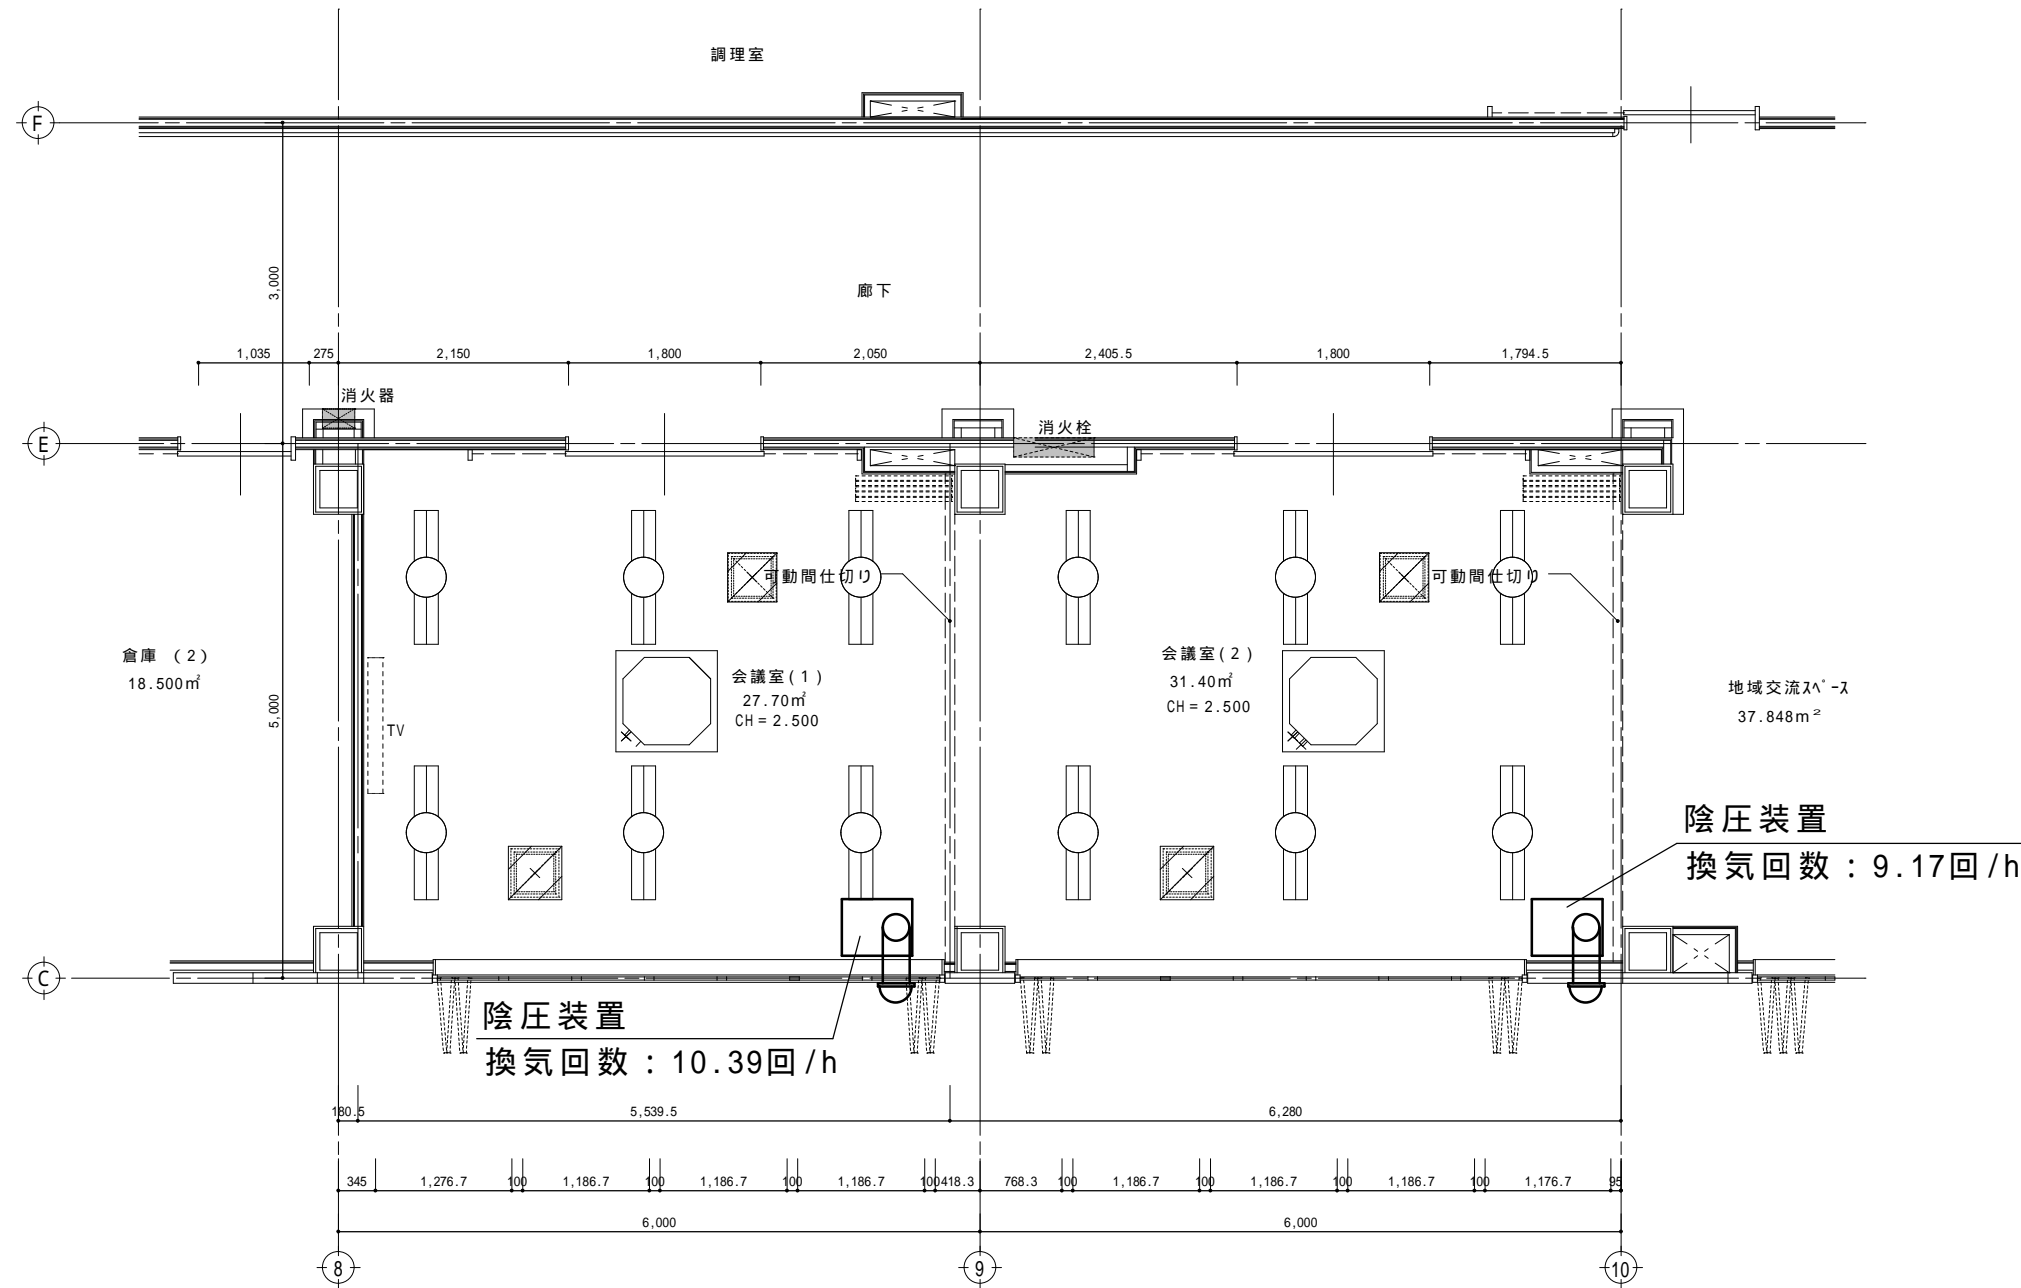 調理室
F
3,000
廊下
1,035
275
2,150
1,800
2,050
2,405.5
1,800
1,794.5
消火器
消火栓
E
可動間仕切り
可動間仕切り
倉庫 (2)
18.500㎡
5,000
TV
会議室(1)
27.70㎡
CH=2.500
会議室(2)
31.40㎡
CH=2.500
地域交流ｽﾍﾟｰｽ
37.848m²
陰圧装置
換気回数：9.17回/h
C
陰圧装置
換気回数：10.39回/h
180.5
5,539.5
6,280
345
1,276.7
100
1,186.7
100
1,186.7
100
1,186.7
100
418.3
768.3
100
1,186.7
100
1,186.7
100
1,186.7
100
1,176.7
95
6,000
6,000
8
9
10